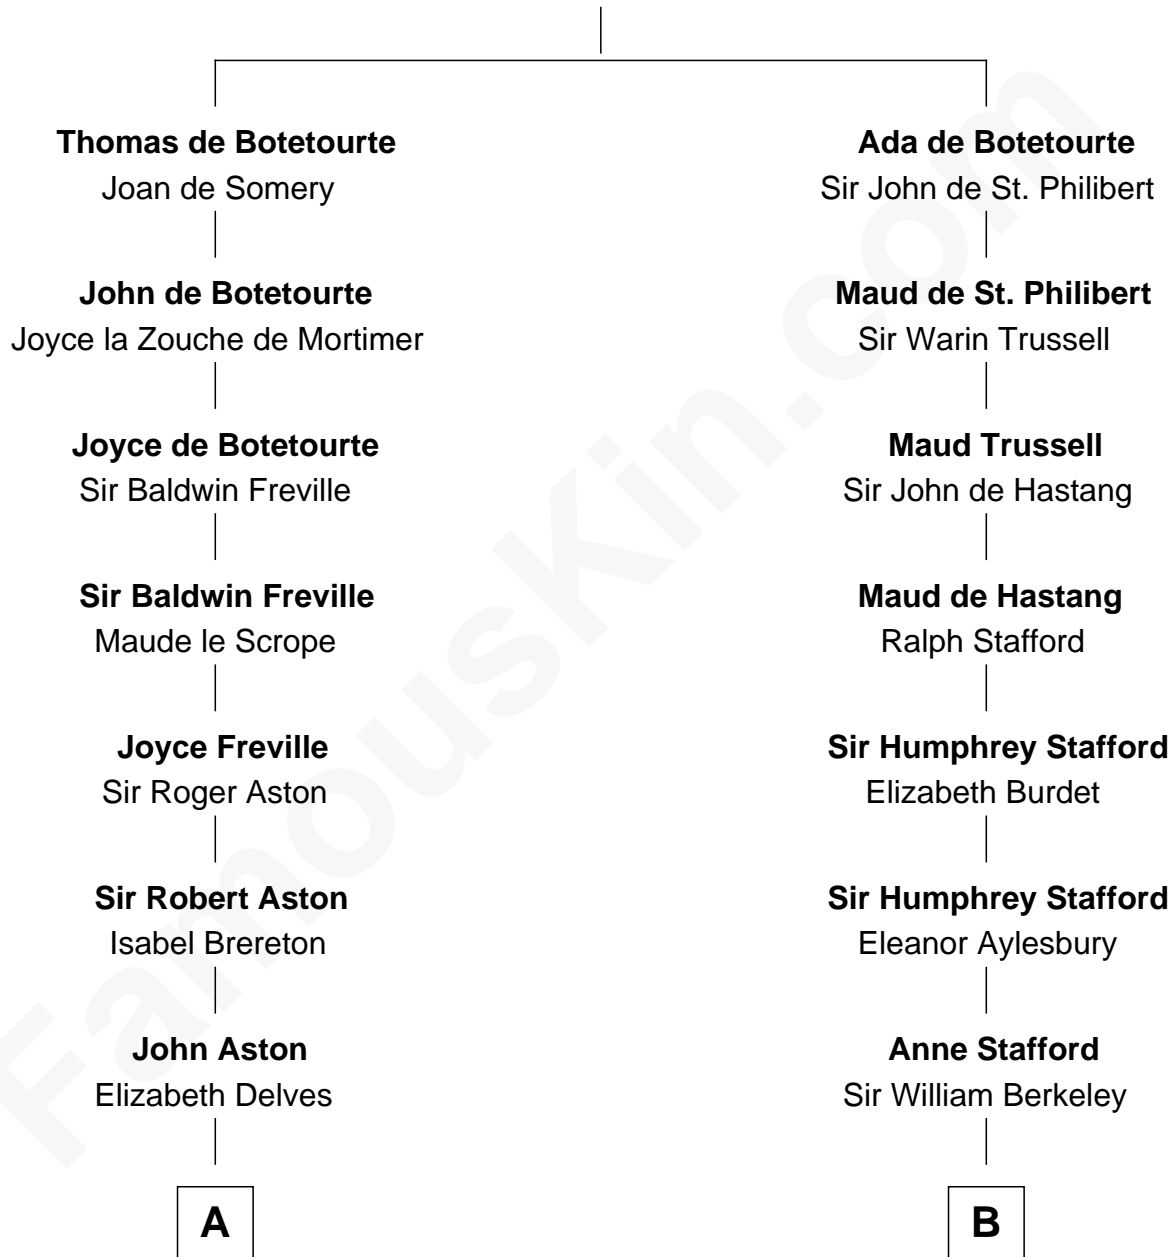 Thomas de Botetourte
Joan de Somery
John de Botetourte
Joyce la Zouche de Mortimer
Joyce de Botetourte
Sir Baldwin Freville
Sir Baldwin Freville
Maude le Scrope
Joyce Freville
Sir Roger Aston
Sir Robert Aston
Isabel Brereton
John Aston
Elizabeth Delves
A
Ada de Botetourte
Sir John de St. Philibert
Maud de St. Philibert
Sir Warin Trussell
Maud Trussell
Sir John de Hastang
Maud de Hastang
Ralph Stafford
Sir Humphrey Stafford
Elizabeth Burdet
Sir Humphrey Stafford
Eleanor Aylesbury
Anne Stafford
Sir William Berkeley
B
FamousKin.com